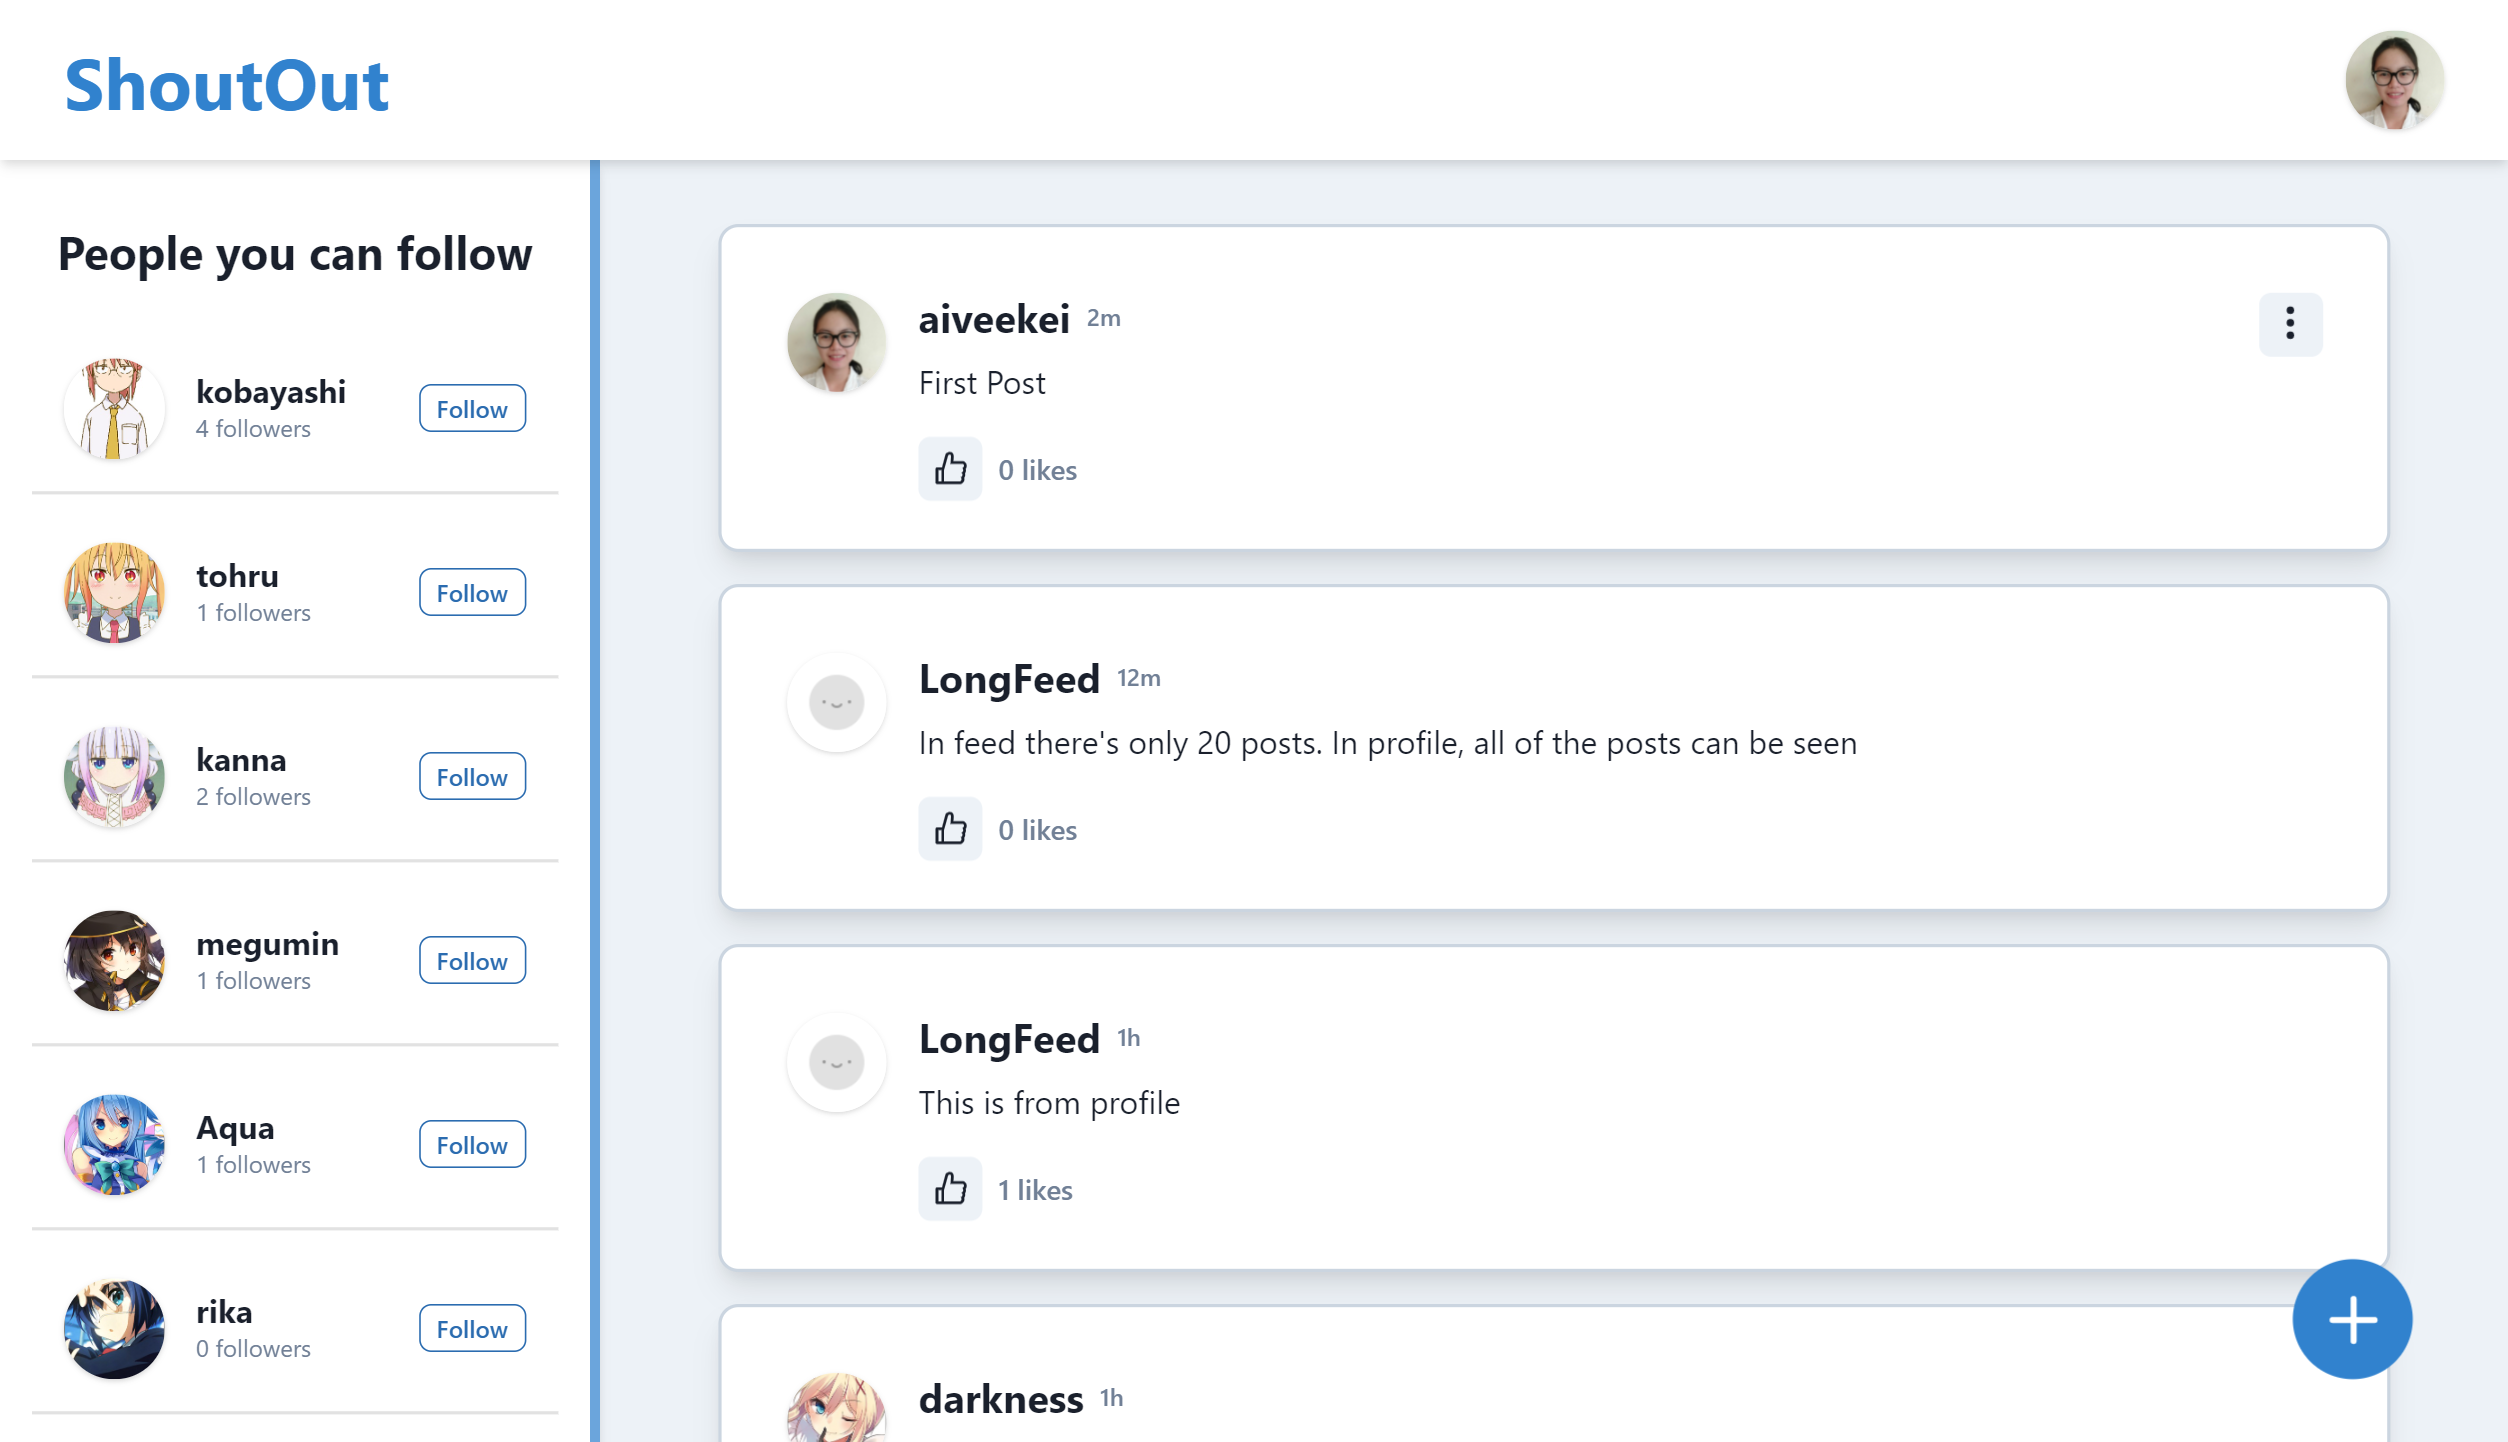 ShoutOut
People you can follow
kobayashi
4 followers
Follow
tohru
1 followers
Follow
kanna
2 followers
Follow
megumin
1 followers
Follow
Aqua
1 followers
Follow
rika
0 followers
Follow
aiveekei 2m
First Post
0 likes
LongFeed 12m
In feed there's only 20 posts. In profile, all of the posts can be seen
0 likes
LongFeed 1h
This is from profile
1 likes
darkness 1h